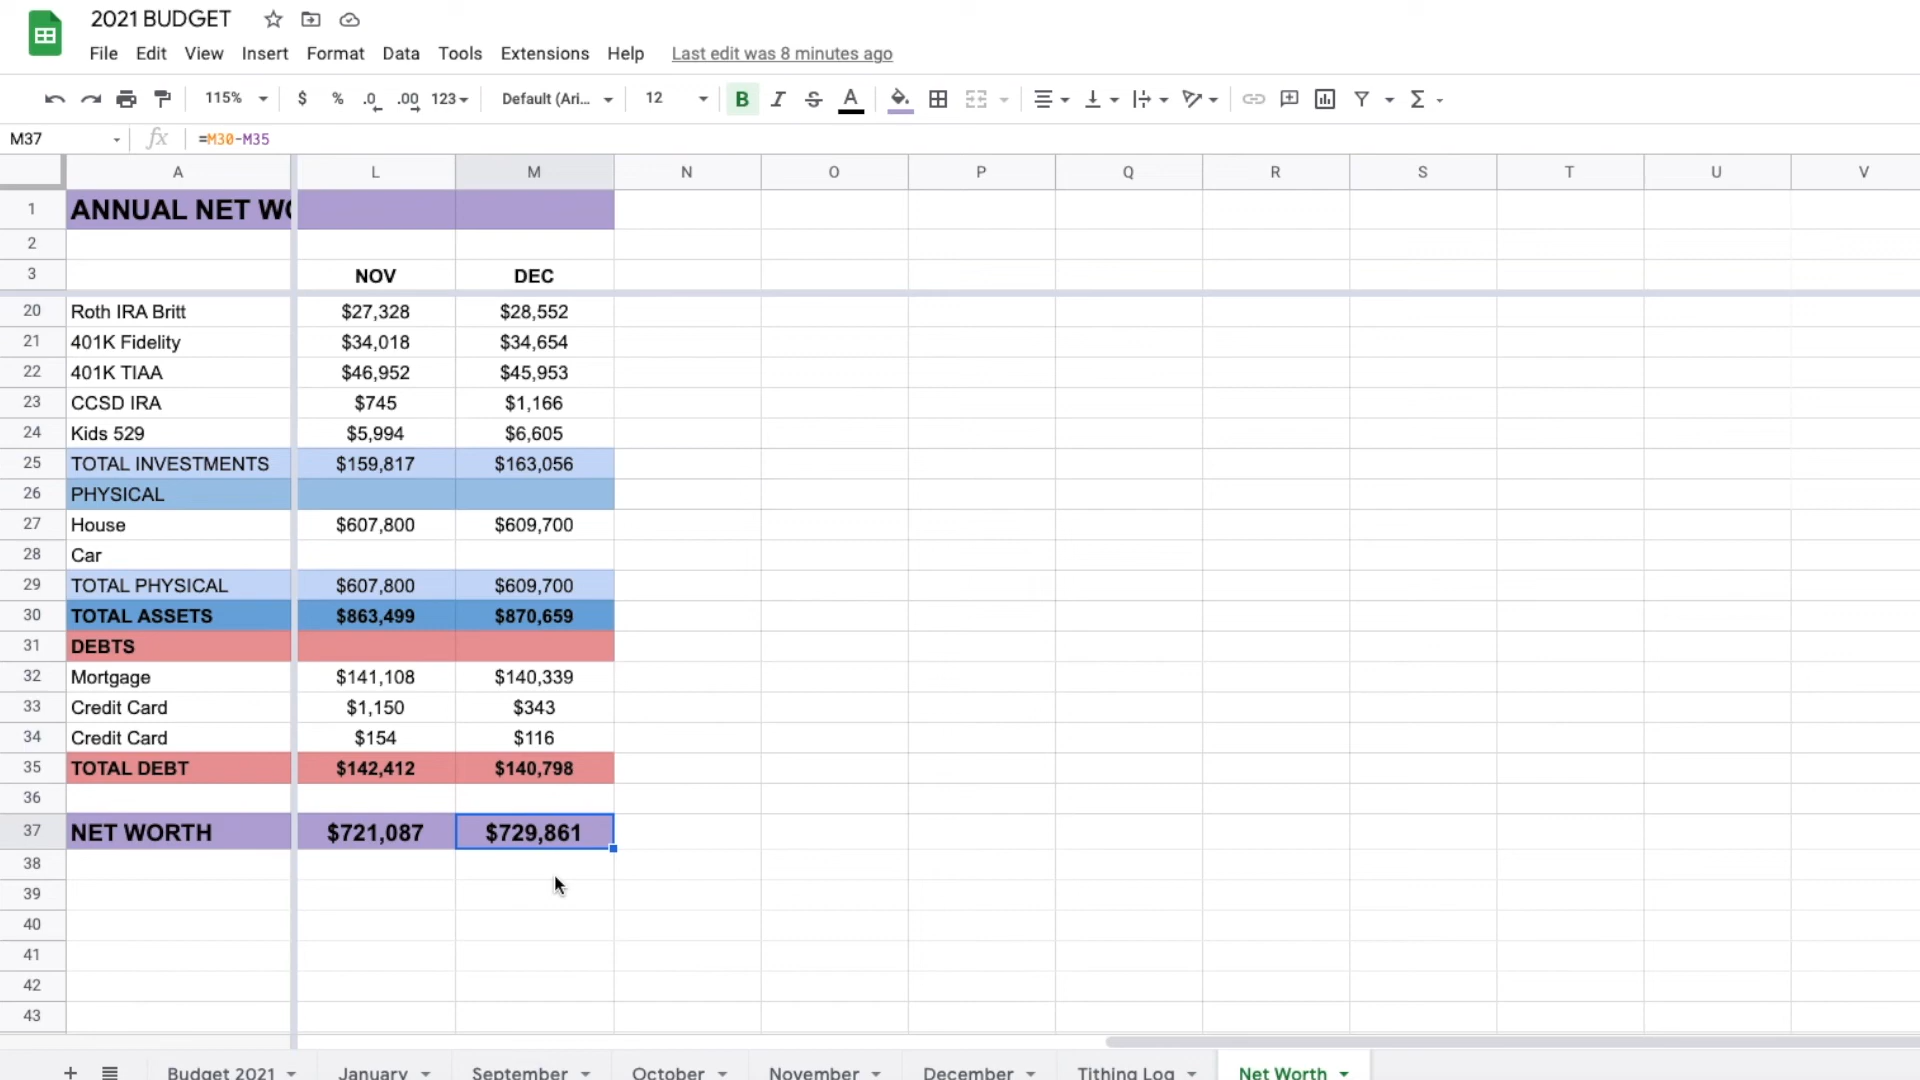 2021 BUDGET
File Edit View Insert Format Data Tools Extensions Help Last edit was 8 minutes ago
115% $ % .0 .00 123 Default (Ari... 12 B I S A Σ
M37 fx =M30-M35
A L M N O P Q R S T U V
1 ANNUAL NET WO
2
3 NOV DEC
20 Roth IRA Britt $27,328 $28,552
21 401K Fidelity $34,018 $34,654
22 401K TIAA $46,952 $45,953
23 CCSD IRA $745 $1,166
24 Kids 529 $5,994 $6,605
25 TOTAL INVESTMENTS $159,817 $163,056
26 PHYSICAL
27 House $607,800 $609,700
28 Car
29 TOTAL PHYSICAL $607,800 $609,700
30 TOTAL ASSETS $863,499 $870,659
31 DEBTS
32 Mortgage $141,108 $140,339
33 Credit Card $1,150 $343
34 Credit Card $154 $116
35 TOTAL DEBT $142,412 $140,798
36
37 NET WORTH $721,087 $729,861
38
39
40
41
42
43
+ Budget 2021 January September October November December Tithing Log Net Worth